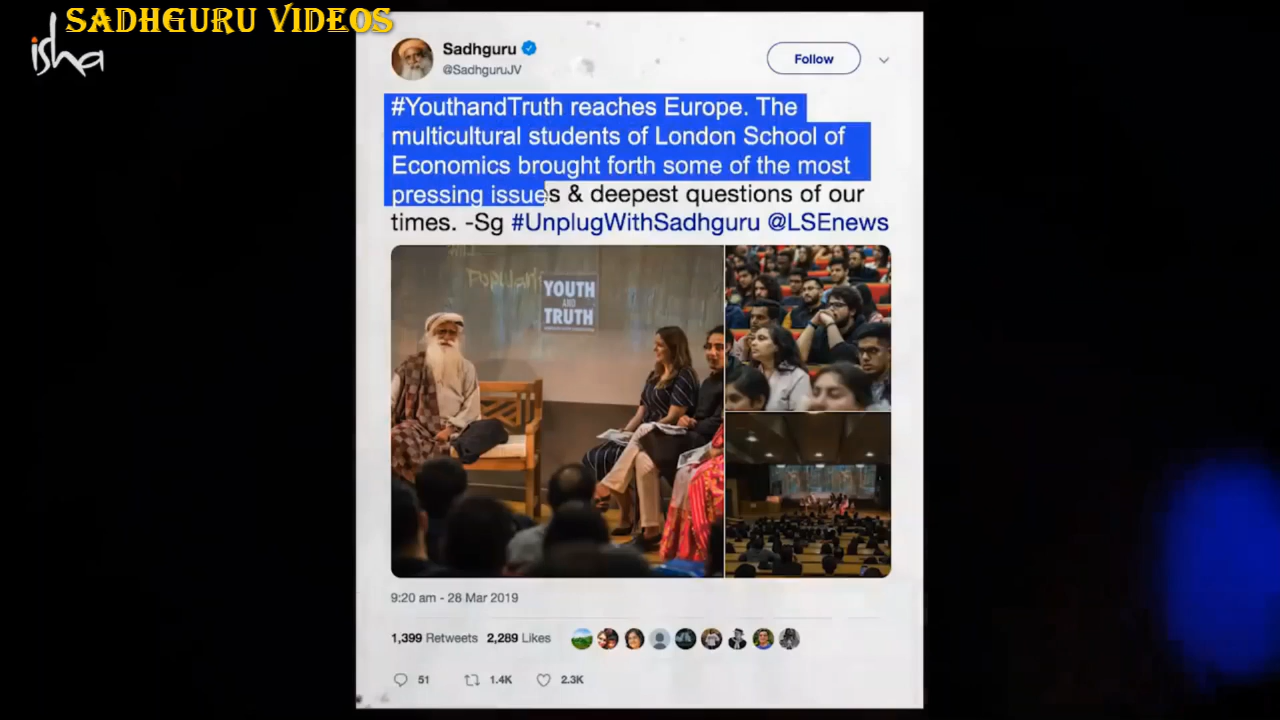 SADHGURU VIDEOS
isha
Sadhguru
@SadhguruJV
Follow
#YouthandTruth reaches Europe. The
multicultural students of London School of
Economics brought forth some of the most
pressing issues & deepest questions of our
times. -Sg #UnplugWithSadhguru @LSEnews
YOUTH
AND
TRUTH
9:20 am - 28 Mar 2019
1,399 Retweets 2,289 Likes
51 1.4K 2.3K